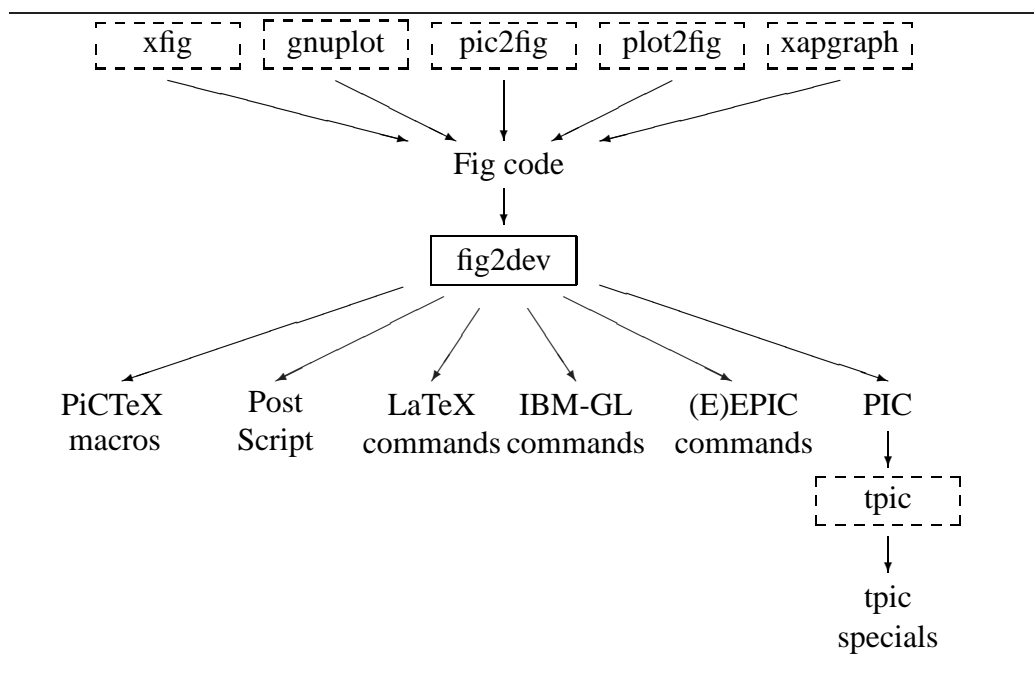 xfig gnuplot pic2fig plot2fig xapgraph
Fig code
fig2dev
PiCTeX Post LaTeX IBM-GL (E)EPIC PIC
macros Script commands commands commands
tpic
tpic
specials